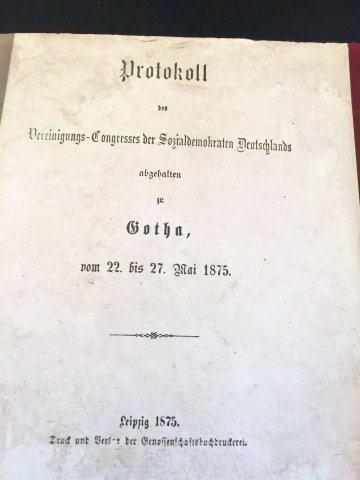 Protokoll
des
Vereinigungs-Congresses der Sozialdemokraten Deutschlands
abgehalten
zu
Gotha,
vom 22. bis 27. Mai 1875.
Leipzig 1875.
Druck und Verlag der Genossenschaftsbuchdruckerei.